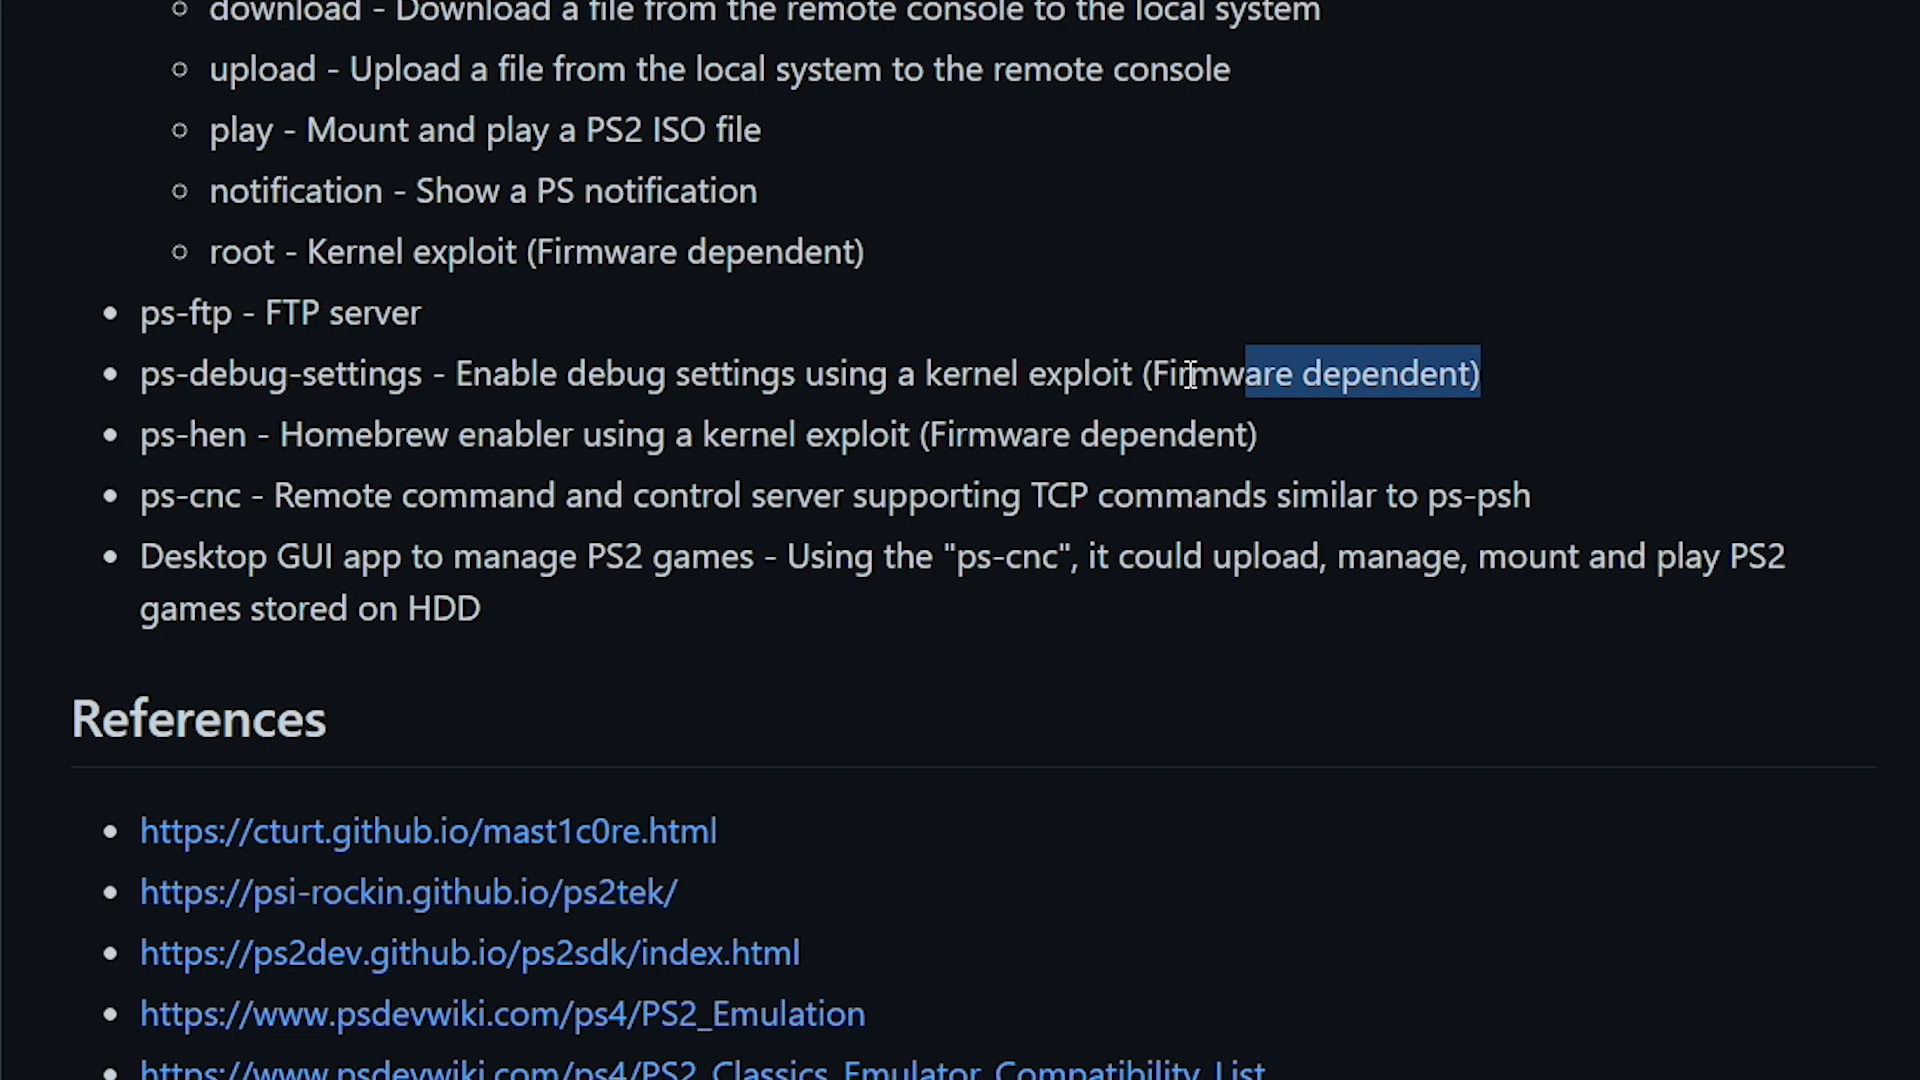 download - Download a file from the remote console to the local system
upload - Upload a file from the local system to the remote console
play - Mount and play a PS2 ISO file
notification - Show a PS notification
root - Kernel exploit (Firmware dependent)
ps-ftp - FTP server
ps-debug-settings - Enable debug settings using a kernel exploit (Firmware dependent)
ps-hen - Homebrew enabler using a kernel exploit (Firmware dependent)
ps-cnc - Remote command and control server supporting TCP commands similar to ps-psh
Desktop GUI app to manage PS2 games - Using the "ps-cnc", it could upload, manage, mount and play PS2
games stored on HDD
References
https://cturt.github.io/mast1c0re.html
https://psi-rockin.github.io/ps2tek/
https://ps2dev.github.io/ps2sdk/index.html
https://www.psdevwiki.com/ps4/PS2_Emulation
https://www.psdevwiki.com/ps4/PS2_Classics_Emulator_Compatibility_List